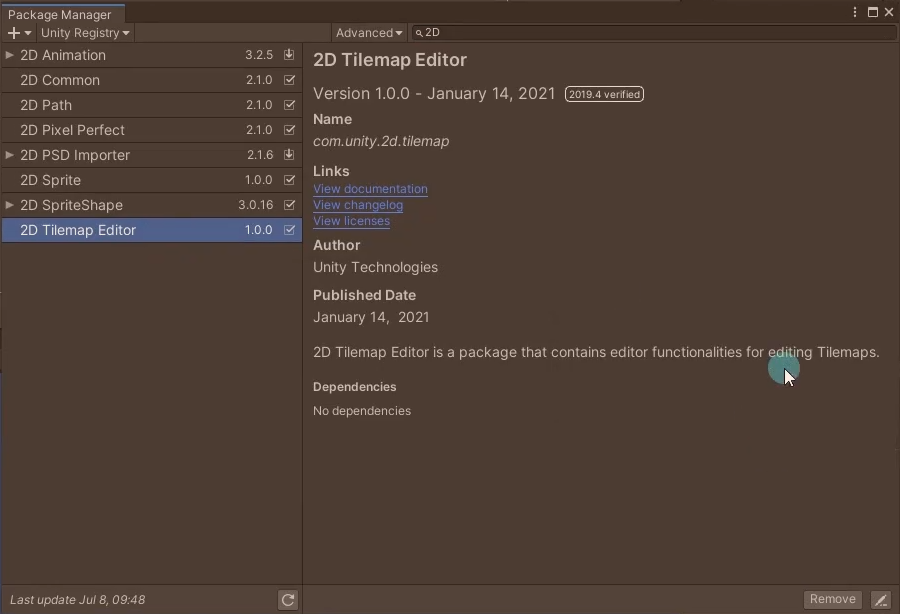 Package Manager
Unity Registry
Advanced
2D
2D Animation 3.2.5
2D Common 2.1.0
2D Path 2.1.0
2D Pixel Perfect 2.1.0
2D PSD Importer 2.1.6
2D Sprite 1.0.0
2D SpriteShape 3.0.16
2D Tilemap Editor 1.0.0
Last update Jul 8, 09:48
2D Tilemap Editor
Version 1.0.0 - January 14, 2021 2019.4 verified
Name
com.unity.2d.tilemap
Links
View documentation
View changelog
View licenses
Author
Unity Technologies
Published Date
January 14, 2021
2D Tilemap Editor is a package that contains editor functionalities for editing Tilemaps.
Dependencies
No dependencies
Remove